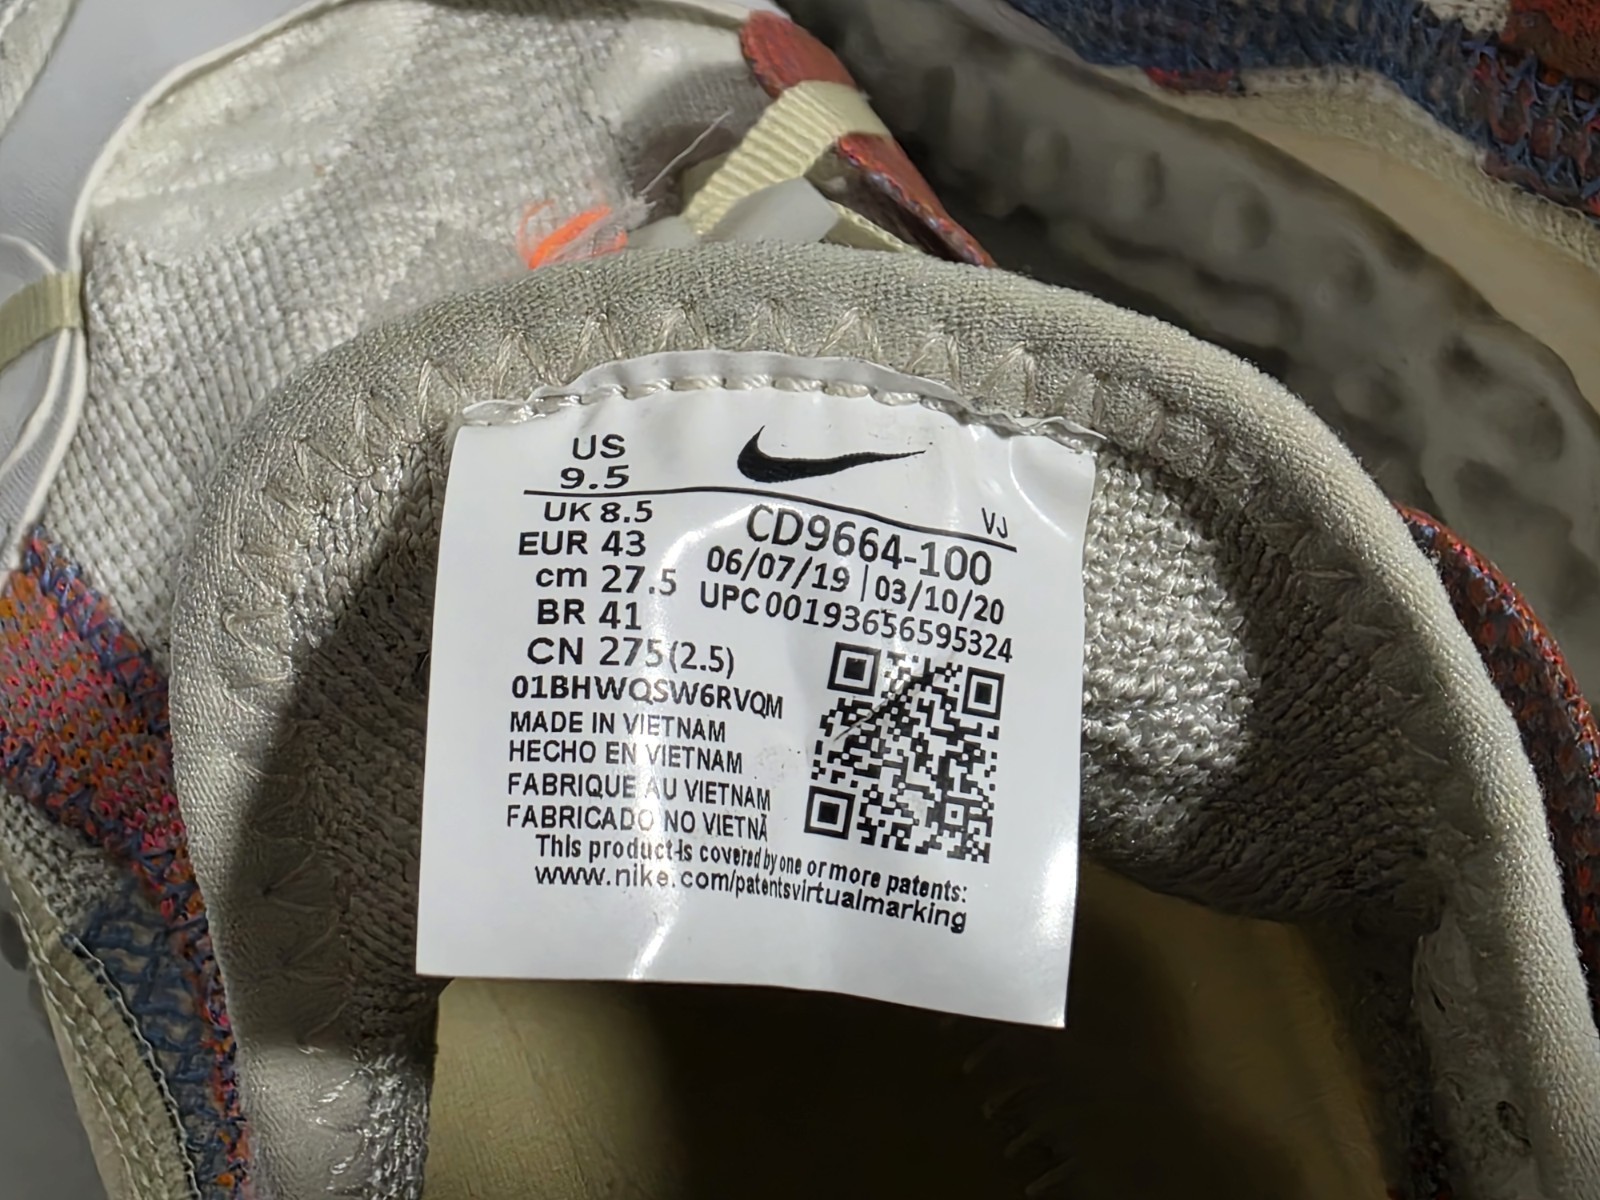 US
9.5
UK 8.5
EUR 43
cm 27.5
BR 41
CN 275(2.5)
VJ
CD9664-100
06/07/19 | 03/10/20
UPC00193656595324
01BHWQSW6RVQM
MADE IN VIETNAM
HECHO EN VIETNAM
FABRIQUE AU VIETNAM
FABRICADO NO VIETNÃ
This product is covered by one or more patents:
www.nike.com/patentsvirtualmarking